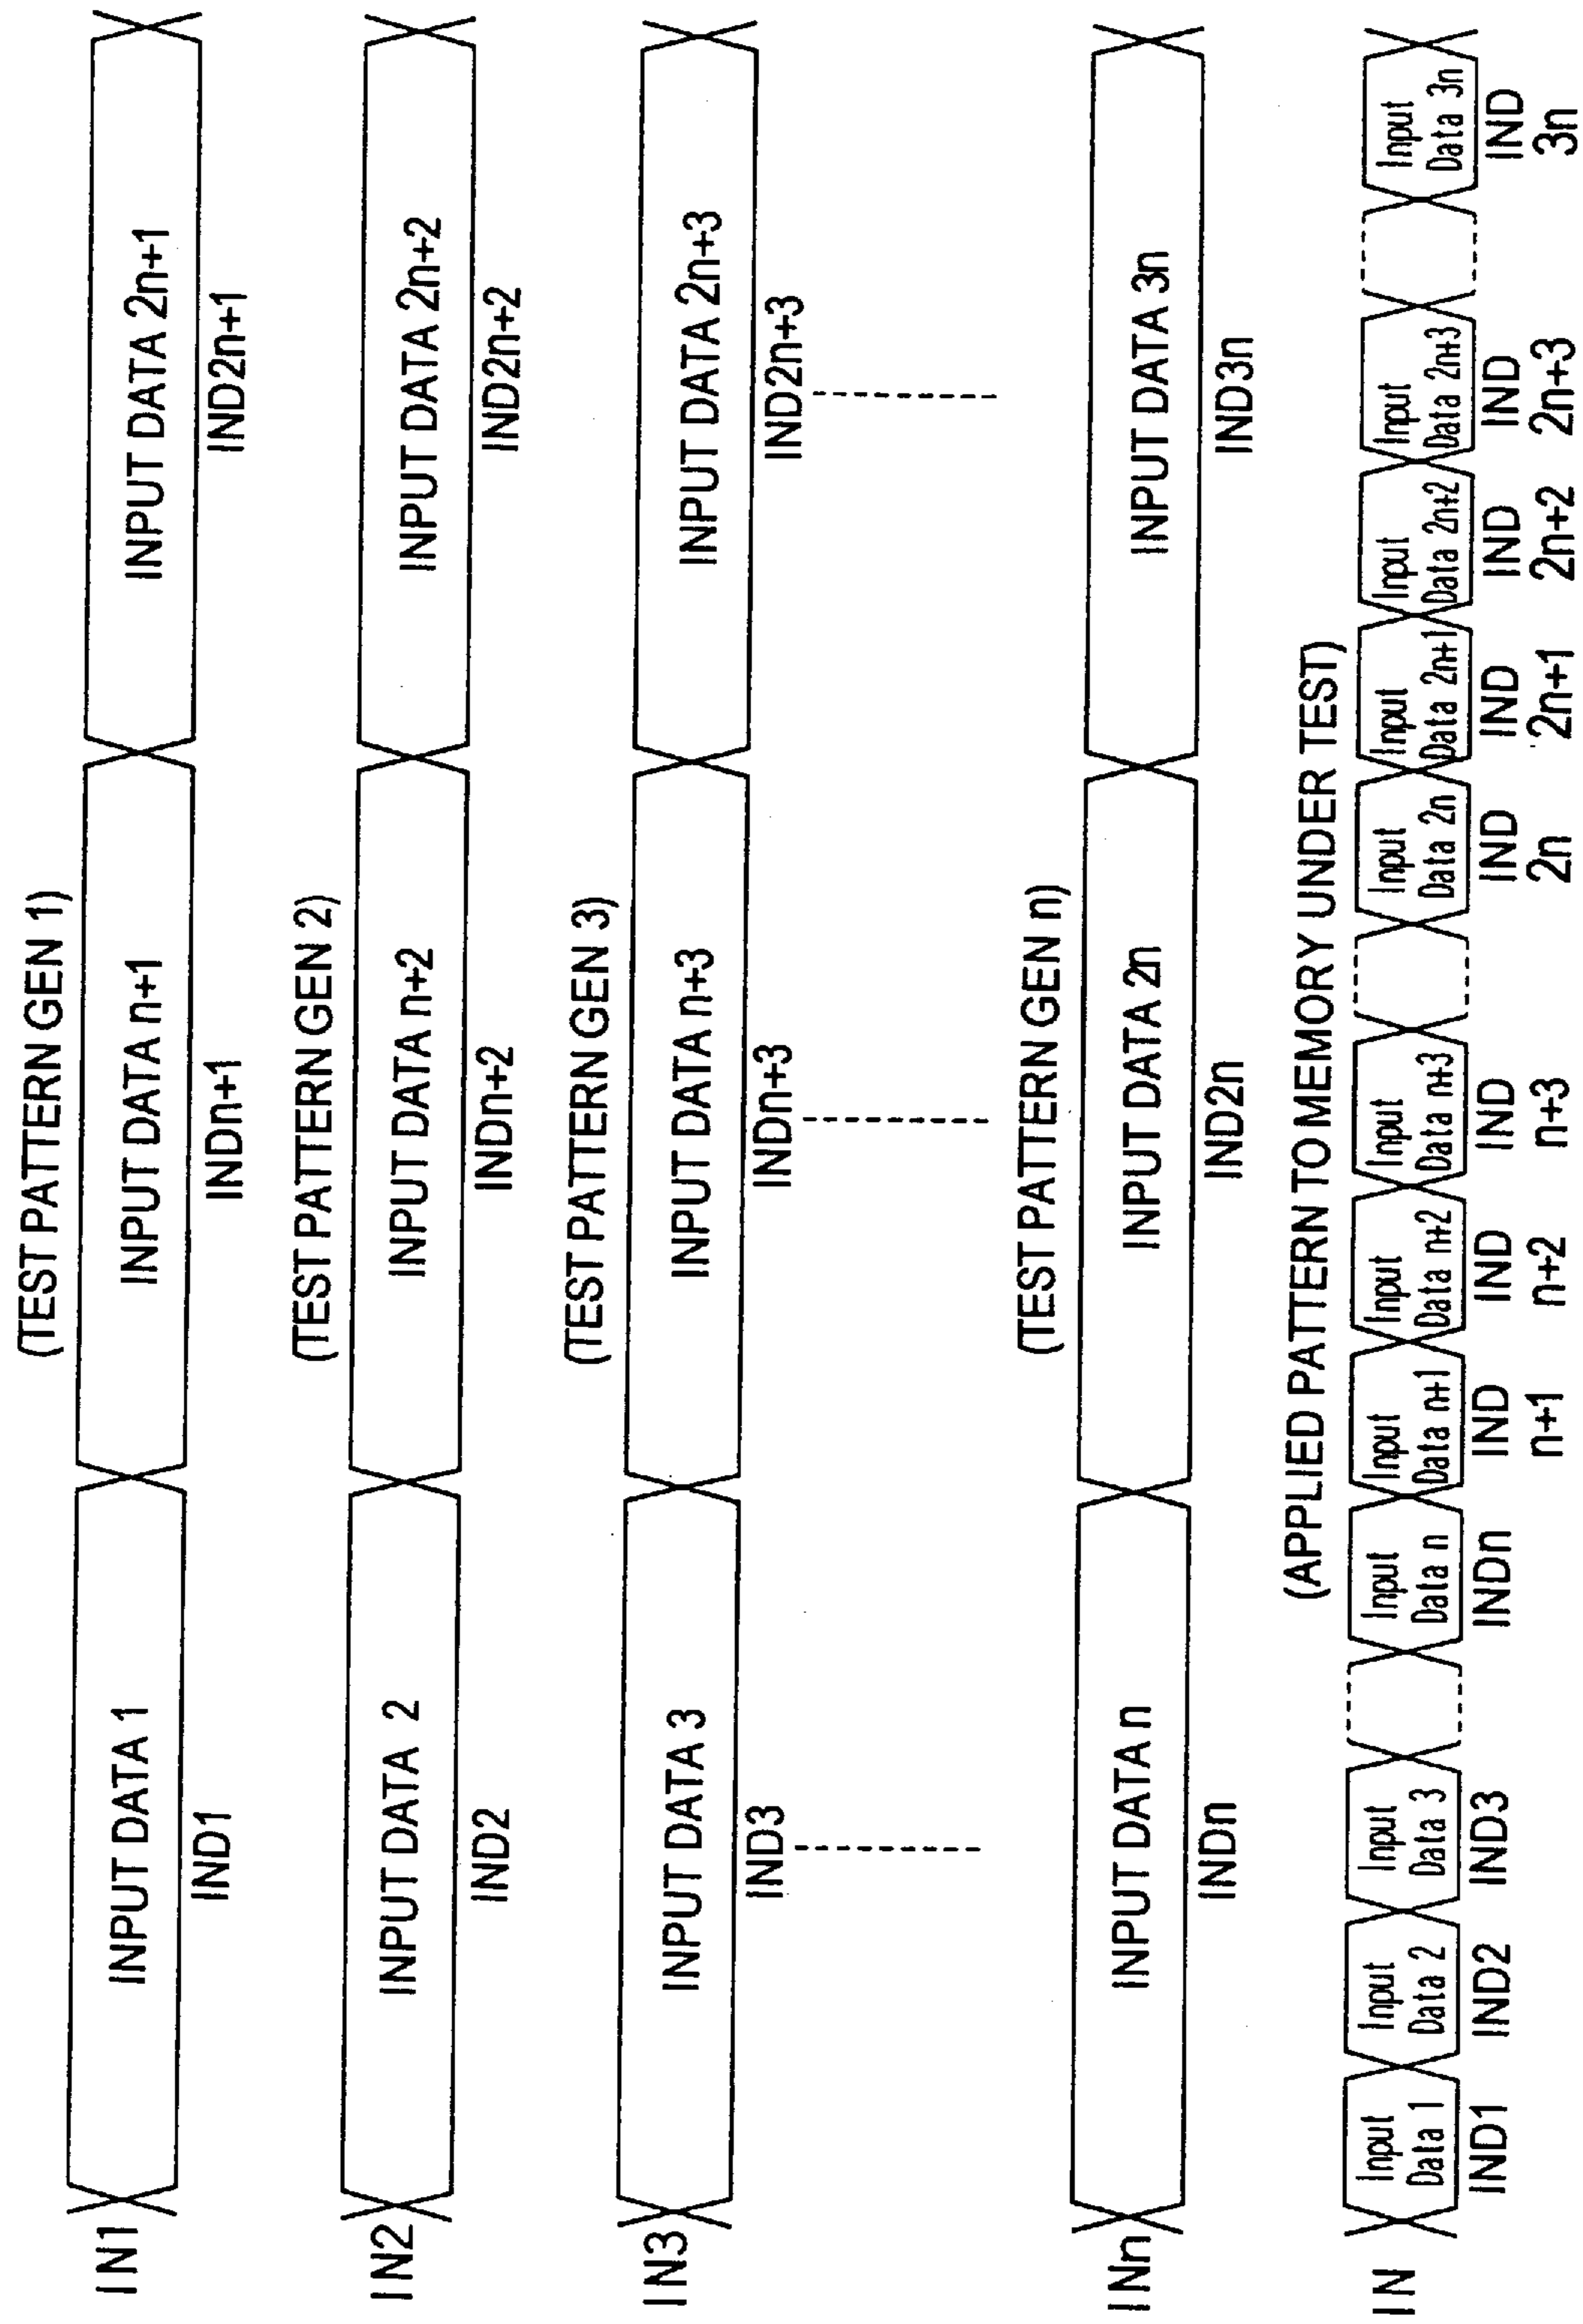 (TEST PATTERN GEN 1)
IN1
INPUT DATA 1
INPUT DATA n+1
INPUT DATA 2n+1
IND1
INDn+1
IND2n+1
(TEST PATTERN GEN 2)
IN2
INPUT DATA 2
INPUT DATA n+2
INPUT DATA 2n+2
IND2
INDn+2
IND2n+2
(TEST PATTERN GEN 3)
IN3
INPUT DATA 3
INPUT DATA n+3
INPUT DATA 2n+3
IND3
INDn+3
IND2n+3
(TEST PATTERN GEN n)
INn
INPUT DATA n
INPUT DATA 2n
INPUT DATA 3n
INDn
IND2n
IND3n
(APPLIED PATTERN TO MEMORY UNDER TEST)
IN
Input
Data 1
Input
Data 2
Input
Data 3
Input
Data n
Input
Data n+1
Input
Data n+2
Input
Data n+3
Input
Data 2n
Input
Data 2n+1
Input
Data 2n+2
Input
Data 2n+3
Input
Data 3n
IND1
IND2
IND3
INDn
IND
n+1
IND
n+2
IND
n+3
IND
2n
IND
2n+1
IND
2n+2
IND
2n+3
IND
3n